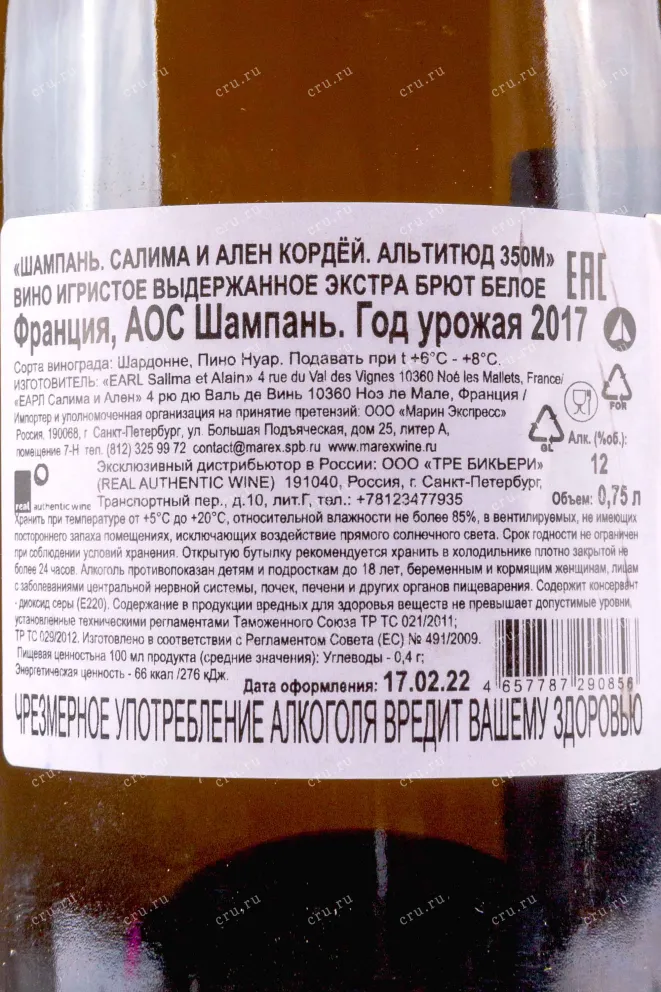 «ШАМПАНЬ. САЛИМА И АЛЕН КОРДЁЙ. АЛЬТИТЮД 350М»
ВИНО ИГРИСТОЕ ВЫДЕРЖАННОЕ ЭКСТРА БРЮТ БЕЛОЕ
EAC
Франция, АОС Шампань. Год урожая 2017
Сорта винограда: Шардонне, Пино Нуар. Подавать при t +6°C - +8°C.
ИЗГОТОВИТЕЛЬ: «EARL Salima et Alain» 4 rue du Val des Vignes 10360 Noé les Mallets, France/
«ЕАРЛ Салима и Ален» 4 рю дю Валь де Винь 10360 Ноэ ле Мале, Франция /
Импортер и уполномоченная организация на принятие претензий: ООО «Марин Экспресс»
Россия, 190068, г. Санкт-Петербург, ул. Большая Подъяческая, дом 25, литер А,
помещение 7-Н тел. (812) 325 99 72 contact@marex.spb.ru www.marexwine.ru
FOR
GL
Алк. (%об.):
12
Объем: 0,75 л
real authentic wine
Эксклюзивный дистрибьютор в России: ООО «ТРЕ БИКЬЕРИ»
(REAL AUTHENTIC WINE) 191040, Россия, г. Санкт-Петербург,
Транспортный пер., д.10, лит.Г, тел.: +78123477935
Хранить при температуре от +5°C до +20°C, относительной влажности не более 85%, в вентилируемых, не имеющих
постороннего запаха помещениях, исключающих воздействие прямого солнечного света. Срок годности не ограничен
при соблюдении условий хранения. Открытую бутылку рекомендуется хранить в холодильнике плотно закрытой не
более 24 часов. Алкоголь противопоказан детям и подросткам до 18 лет, беременным и кормящим женщинам, лицам
с заболеваниями центральной нервной системы, почек, печени и других органов пищеварения. Содержит консервант
- диоксид серы (Е220). Содержание в продукции вредных для здоровья веществ не превышает допустимые уровни,
установленные техническими регламентами Таможенного Союза ТР ТС 021/2011;
ТР ТС 029/2012. Изготовлено в соответствии с Регламентом Совета (ЕС) № 491/2009.
Пищевая ценность на 100 мл продукта (средние значения): Углеводы - 0,4 г;
Энергетическая ценность - 66 ккал /276 кДж.
Дата оформления: 17.02.22
4 657787 290856
ЧРЕЗМЕРНОЕ УПОТРЕБЛЕНИЕ АЛКОГОЛЯ ВРЕДИТ ВАШЕМУ ЗДОРОВЬЮ
cru.ru